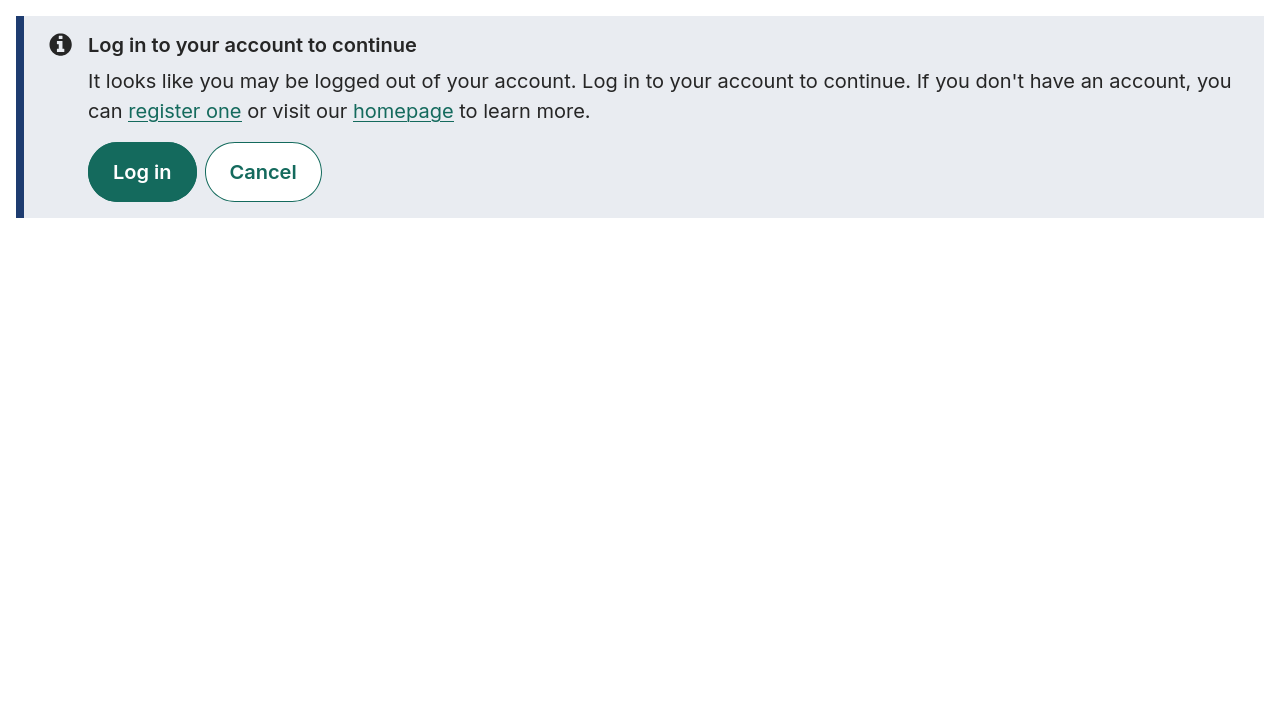 Log in to your account to continue
It looks like you may be logged out of your account. Log in to your account to continue. If you don't have an account, you
can register one or visit our homepage to learn more.
Log in
Cancel